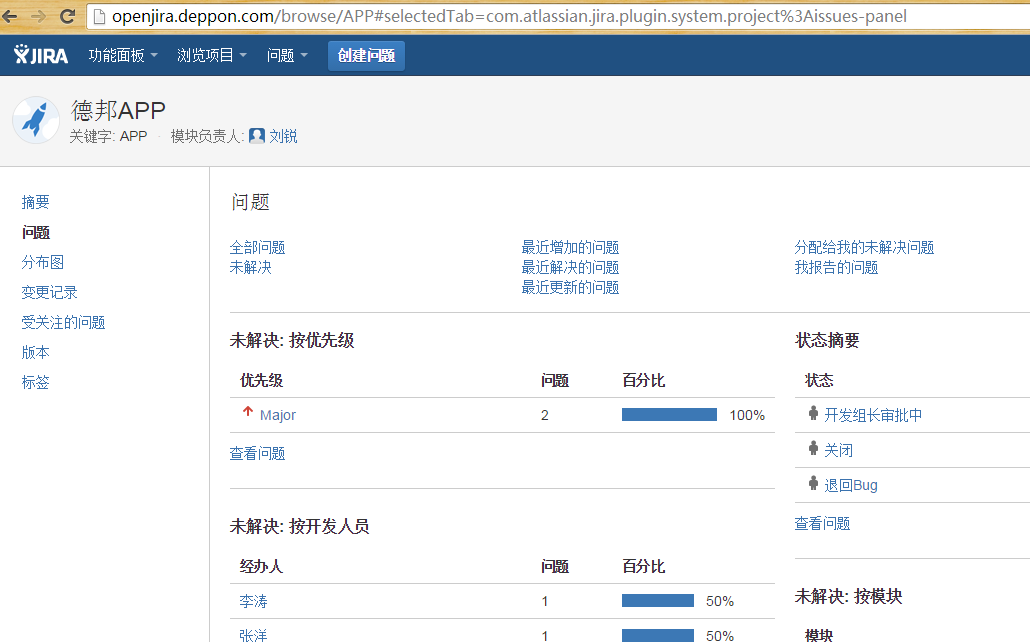 openjira.deppon.com/browse/APP#selectedTab=com.atlassian.jira.plugin.system.project%3Aissues-panel
JIRA 功能面板 浏览项目 问题 创建问题
德邦APP
关键字: APP · 模块负责人: 刘锐
摘要
问题
分布图
变更记录
受关注的问题
版本
标签
问题
全部问题
未解决
最近增加的问题
最近解决的问题
最近更新的问题
分配给我的未解决问题
我报告的问题
未解决: 按优先级
优先级 问题 百分比
Major 2 100%
查看问题
未解决: 按开发人员
经办人 问题 百分比
李涛 1 50%
张洋 1 50%
状态摘要
状态
开发组长审批中
关闭
退回Bug
查看问题
未解决: 按模块
模块